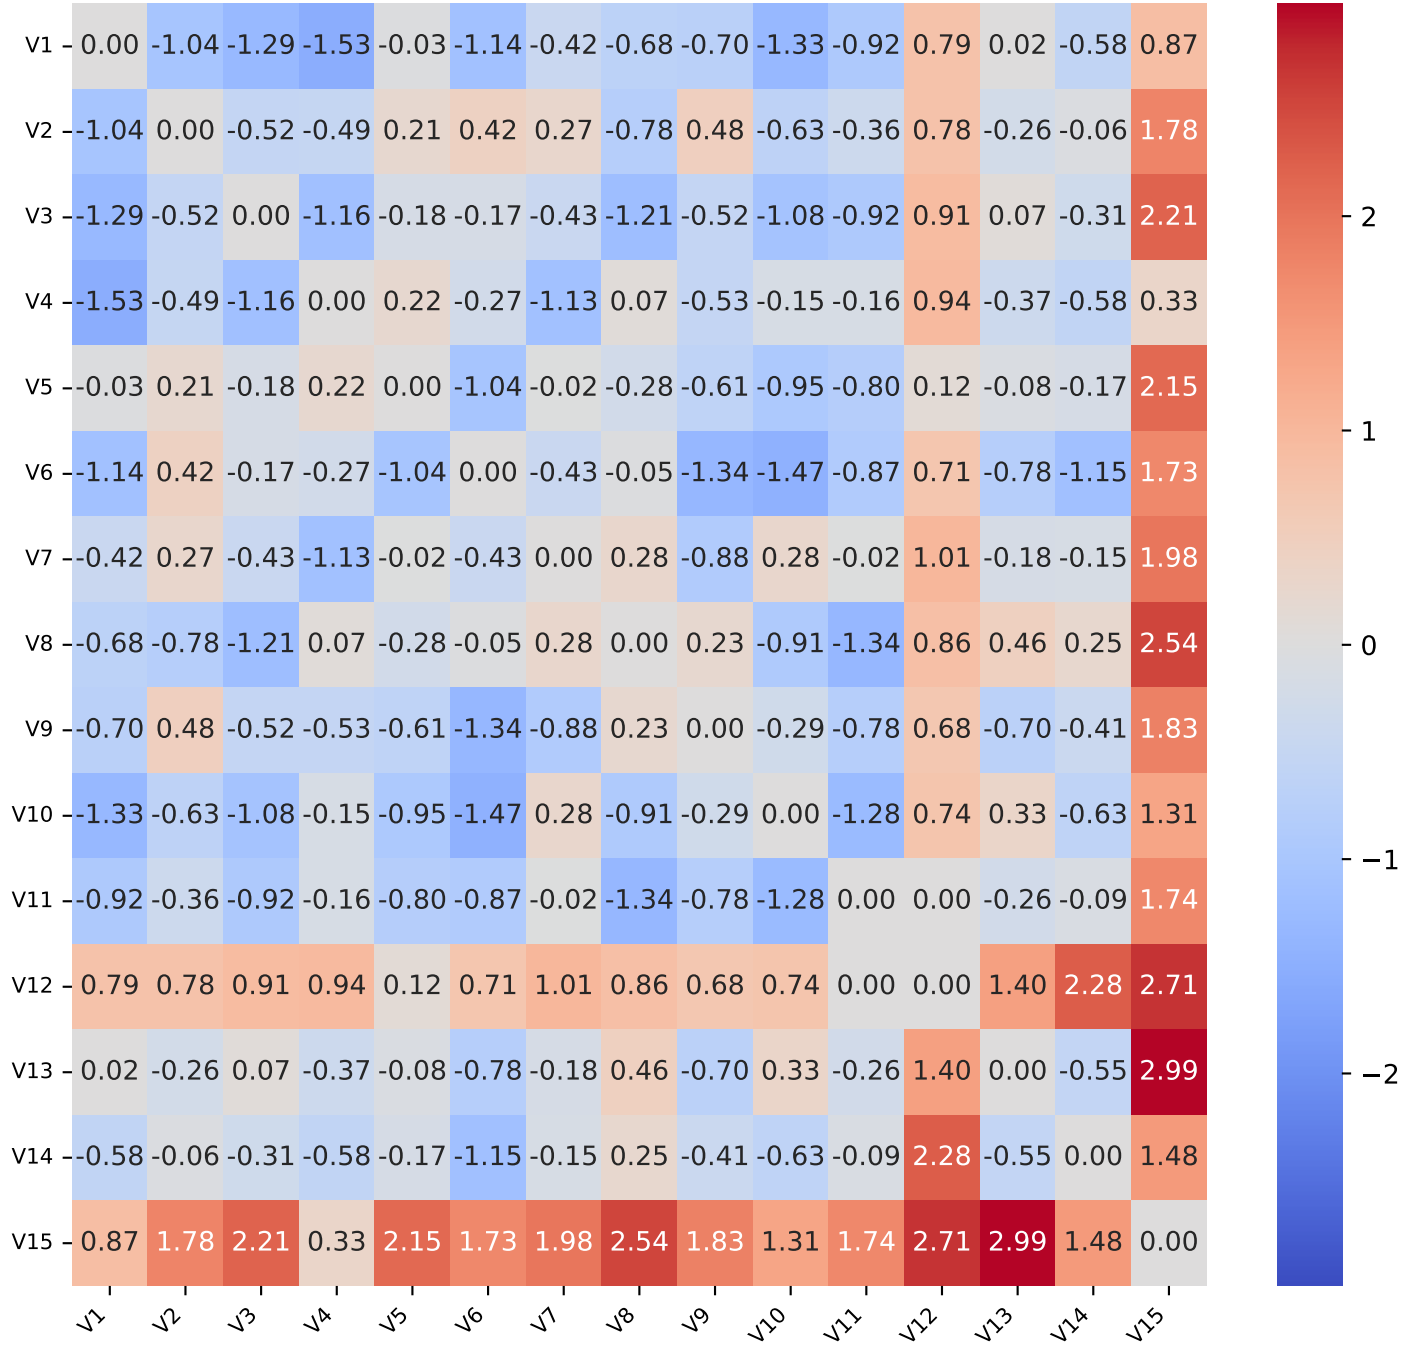 V1 0.00 -1.04 -1.29 -1.53 -0.03 -1.14 -0.42 -0.68 -0.70 -1.33 -0.92 0.79 0.02 -0.58 0.87
V2 -1.04 0.00 -0.52 -0.49 0.21 0.42 0.27 -0.78 0.48 -0.63 -0.36 0.78 -0.26 -0.06 1.78
V3 -1.29 -0.52 0.00 -1.16 -0.18 -0.17 -0.43 -1.21 -0.52 -1.08 -0.92 0.91 0.07 -0.31 2.21
2
V4 -1.53 -0.49 -1.16 0.00 0.22 -0.27 -1.13 0.07 -0.53 -0.15 -0.16 0.94 -0.37 -0.58 0.33
V5 -0.03 0.21 -0.18 0.22 0.00 -1.04 -0.02 -0.28 -0.61 -0.95 -0.80 0.12 -0.08 -0.17 2.15
1
V6 -1.14 0.42 -0.17 -0.27 -1.04 0.00 -0.43 -0.05 -1.34 -1.47 -0.87 0.71 -0.78 -1.15 1.73
V7 -0.42 0.27 -0.43 -1.13 -0.02 -0.43 0.00 0.28 -0.88 0.28 -0.02 1.01 -0.18 -0.15 1.98
V8 -0.68 -0.78 -1.21 0.07 -0.28 -0.05 0.28 0.00 0.23 -0.91 -1.34 0.86 0.46 0.25 2.54
0
V9 -0.70 0.48 -0.52 -0.53 -0.61 -1.34 -0.88 0.23 0.00 -0.29 -0.78 0.68 -0.70 -0.41 1.83
V10 -1.33 -0.63 -1.08 -0.15 -0.95 -1.47 0.28 -0.91 -0.29 0.00 -1.28 0.74 0.33 -0.63 1.31
−1
V11 -0.92 -0.36 -0.92 -0.16 -0.80 -0.87 -0.02 -1.34 -0.78 -1.28 0.00 0.00 -0.26 -0.09 1.74
V12 0.79 0.78 0.91 0.94 0.12 0.71 1.01 0.86 0.68 0.74 0.00 0.00 1.40 2.28 2.71
V13 0.02 -0.26 0.07 -0.37 -0.08 -0.78 -0.18 0.46 -0.70 0.33 -0.26 1.40 0.00 -0.55 2.99
−2
V14 -0.58 -0.06 -0.31 -0.58 -0.17 -1.15 -0.15 0.25 -0.41 -0.63 -0.09 2.28 -0.55 0.00 1.48
V15 0.87 1.78 2.21 0.33 2.15 1.73 1.98 2.54 1.83 1.31 1.74 2.71 2.99 1.48 0.00
V1 V2 V3 V4 V5 V6 V7 V8 V9 V10 V11 V12 V13 V14 V15